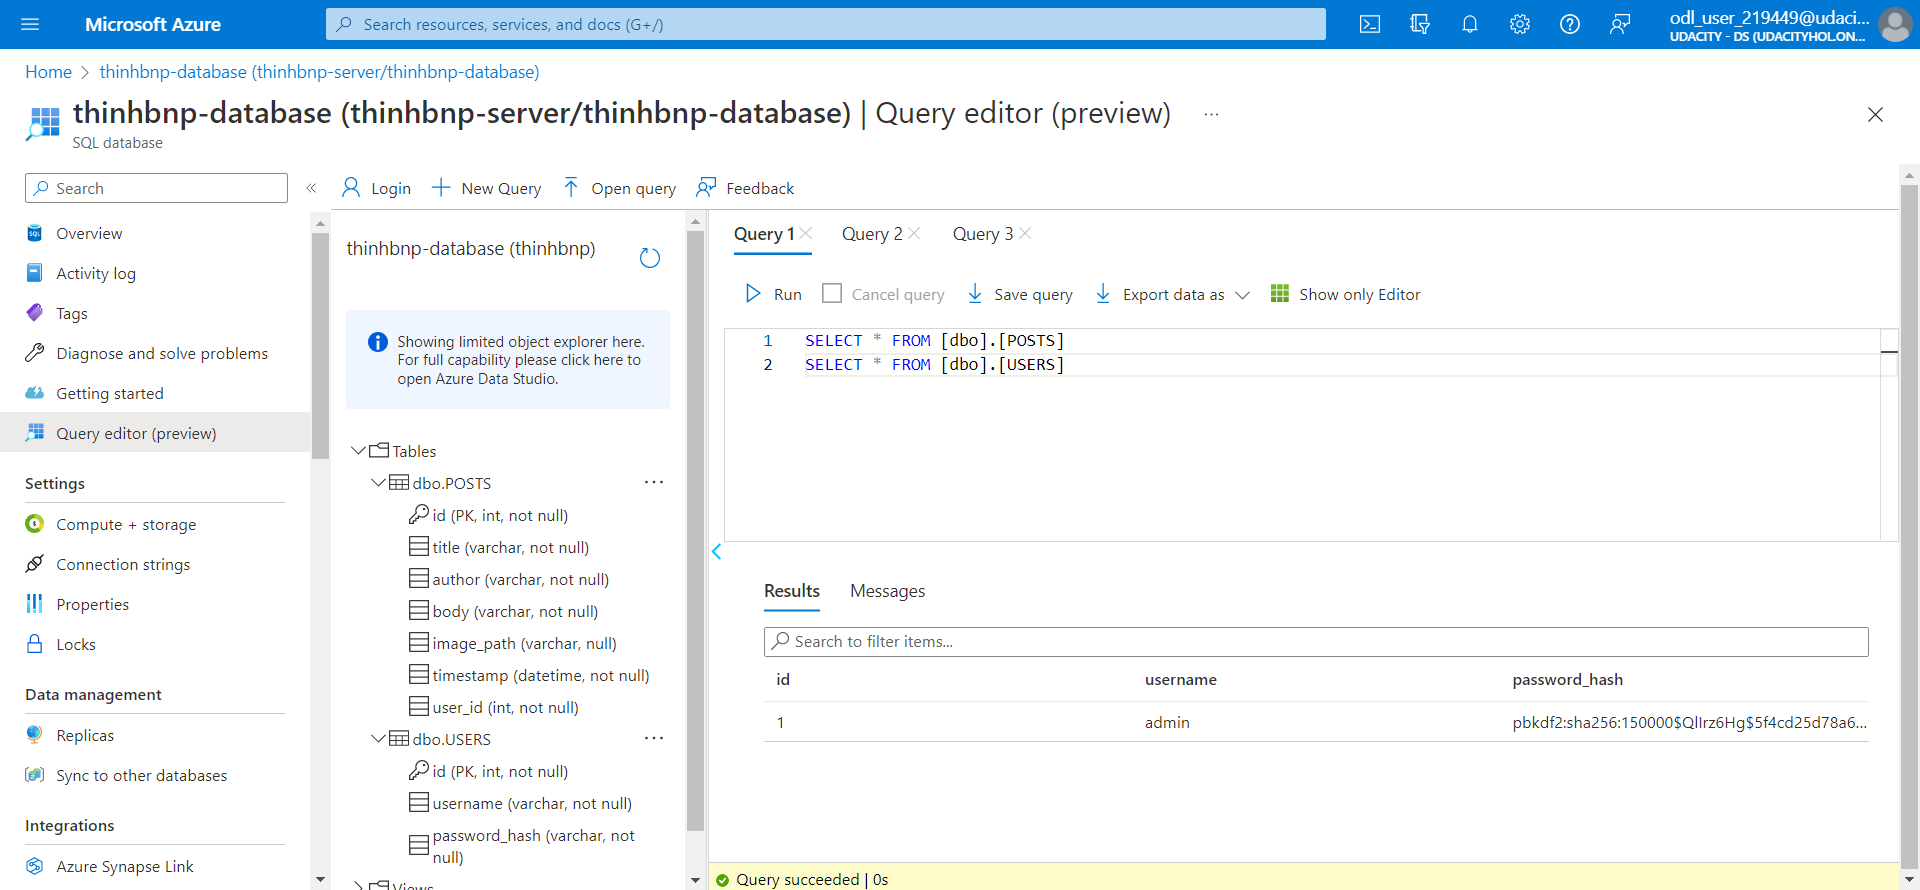 Microsoft Azure
Search resources, services, and docs (G+/)
odl_user_219449@udaci...
UDACITY - DS (UDACITYHOL.ON...
Home > thinhbnp-database (thinhbnp-server/thinhbnp-database)
thinhbnp-database (thinhbnp-server/thinhbnp-database) | Query editor (preview) ...
SQL database
Search
«
Overview
Activity log
Tags
Diagnose and solve problems
Getting started
Query editor (preview)
Settings
Compute + storage
Connection strings
Properties
Locks
Data management
Replicas
Sync to other databases
Integrations
Azure Synapse Link
Login
New Query
Open query
Feedback
thinhbnp-database (thinhbnp)
Showing limited object explorer here.
For full capability please click here to
open Azure Data Studio.
Tables
dbo.POSTS ...
id (PK, int, not null)
title (varchar, not null)
author (varchar, not null)
body (varchar, not null)
image_path (varchar, null)
timestamp (datetime, not null)
user_id (int, not null)
dbo.USERS ...
id (PK, int, not null)
username (varchar, not null)
password_hash (varchar, not
null)
Views
Query 1
Query 2
Query 3
Run
Cancel query
Save query
Export data as
Show only Editor
1 SELECT * FROM [dbo].[POSTS]
2 SELECT * FROM [dbo].[USERS]
Results
Messages
Search to filter items...
id username password_hash
1 admin pbkdf2:sha256:150000$QlIrz6Hg$5f4cd25d78a6...
Query succeeded | 0s